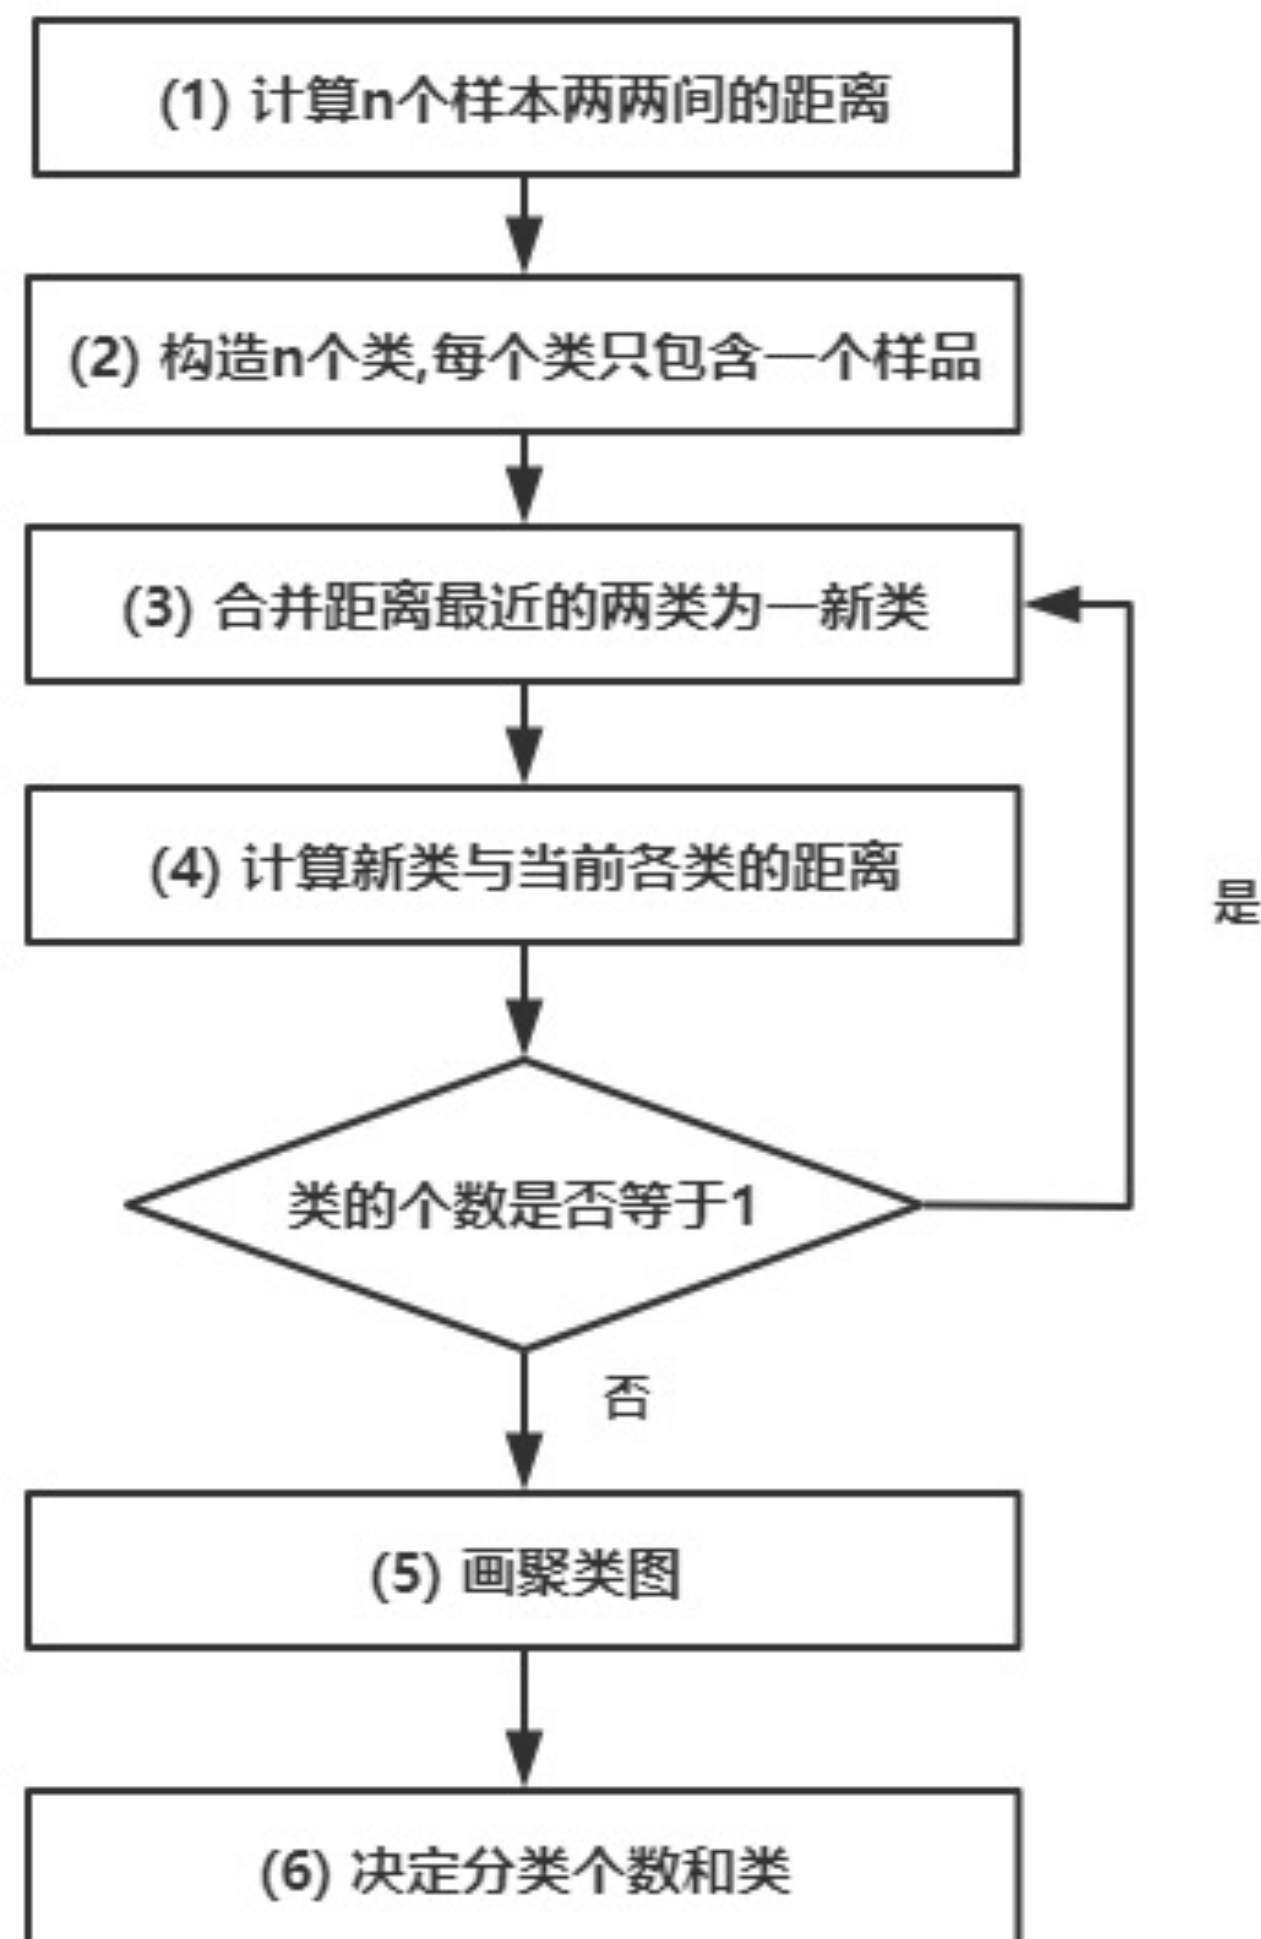 (1) 计算n个样本两两间的距离
(2) 构造n个类,每个类只包含一个样品
(3) 合并距离最近的两类为一新类
(4) 计算新类与当前各类的距离
是
类的个数是否等于1
否
(5) 画聚类图
(6) 决定分类个数和类